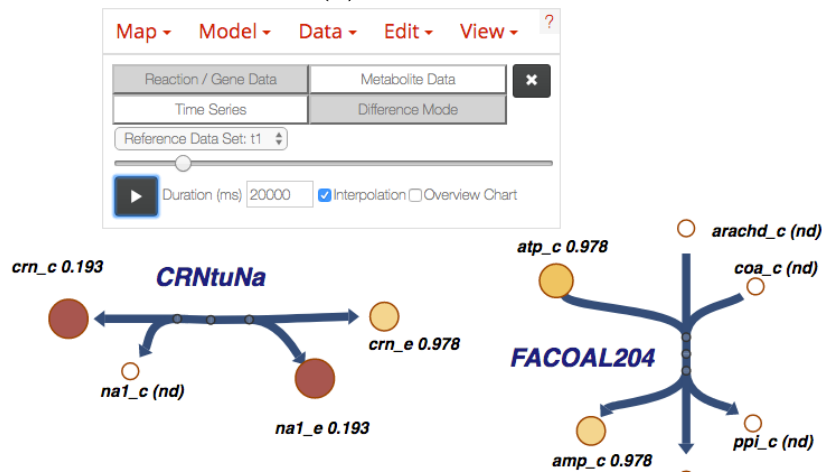 Map Model Data Edit View ?
Reaction / Gene Data Metabolite Data
Time Series Difference Mode
Reference Data Set: t1
Duration (ms) 20000 Interpolation Overview Chart
crn_c 0.193
CRNtuNa
crn_e 0.978
na1_c (nd)
na1_e 0.193
atp_c 0.978
arachd_c (nd)
coa_c (nd)
FACOAL204
amp_c 0.978
ppi_c (nd)